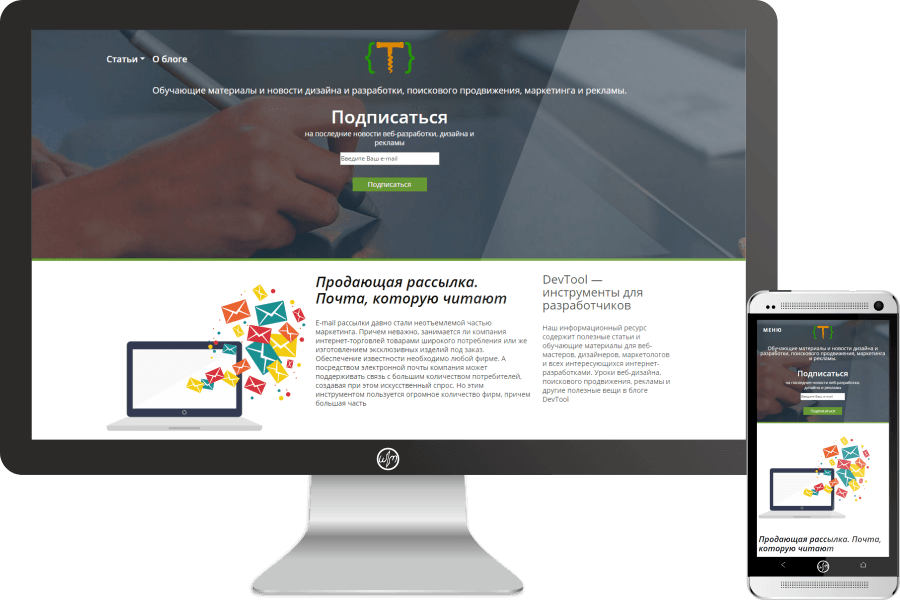 Статьи О блоге
{T}
Обучающие материалы и новости дизайна и разработки, поискового продвижения, маркетинга и рекламы.
Подписаться
на последние новости веб-разработки, дизайна и
рекламы
Введите Ваш e-mail
Подписаться
Продающая рассылка.
Почта, которую читают
E-mail рассылки давно стали неотъемлемой частью
маркетинга. Причем неважно, занимается ли компания
интернет-торговлей товарами широкого потребления или же
изготовлением эксклюзивных изделий под заказ.
Обеспечение известности необходимо любой фирме. А
посредством электронной почты компания может
поддерживать связь с большим количеством потребителей,
создавая при этом искусственный спрос. Но этим
инструментом пользуется огромное количество фирм, причем
большая часть
DevTool —
инструменты для
разработчиков
Наш информационный ресурс
содержит полезные статьи и
обучающие материалы для веб-
мастеров, дизайнеров, маркетологов
и всех интересующихся интернет-
разработками. Уроки веб-дизайна,
поискового продвижения, рекламы и
другие полезные вещи в блоге
DevTool
МЕНЮ
{T}
Обучающие материалы и новости дизайна и
разработки, поискового продвижения, маркетинга
и рекламы.
Подписаться
на последние новости веб-разработки,
дизайна и рекламы
Введите Ваш e-mail
Подписаться
Продающая рассылка. Почта,
которую читают